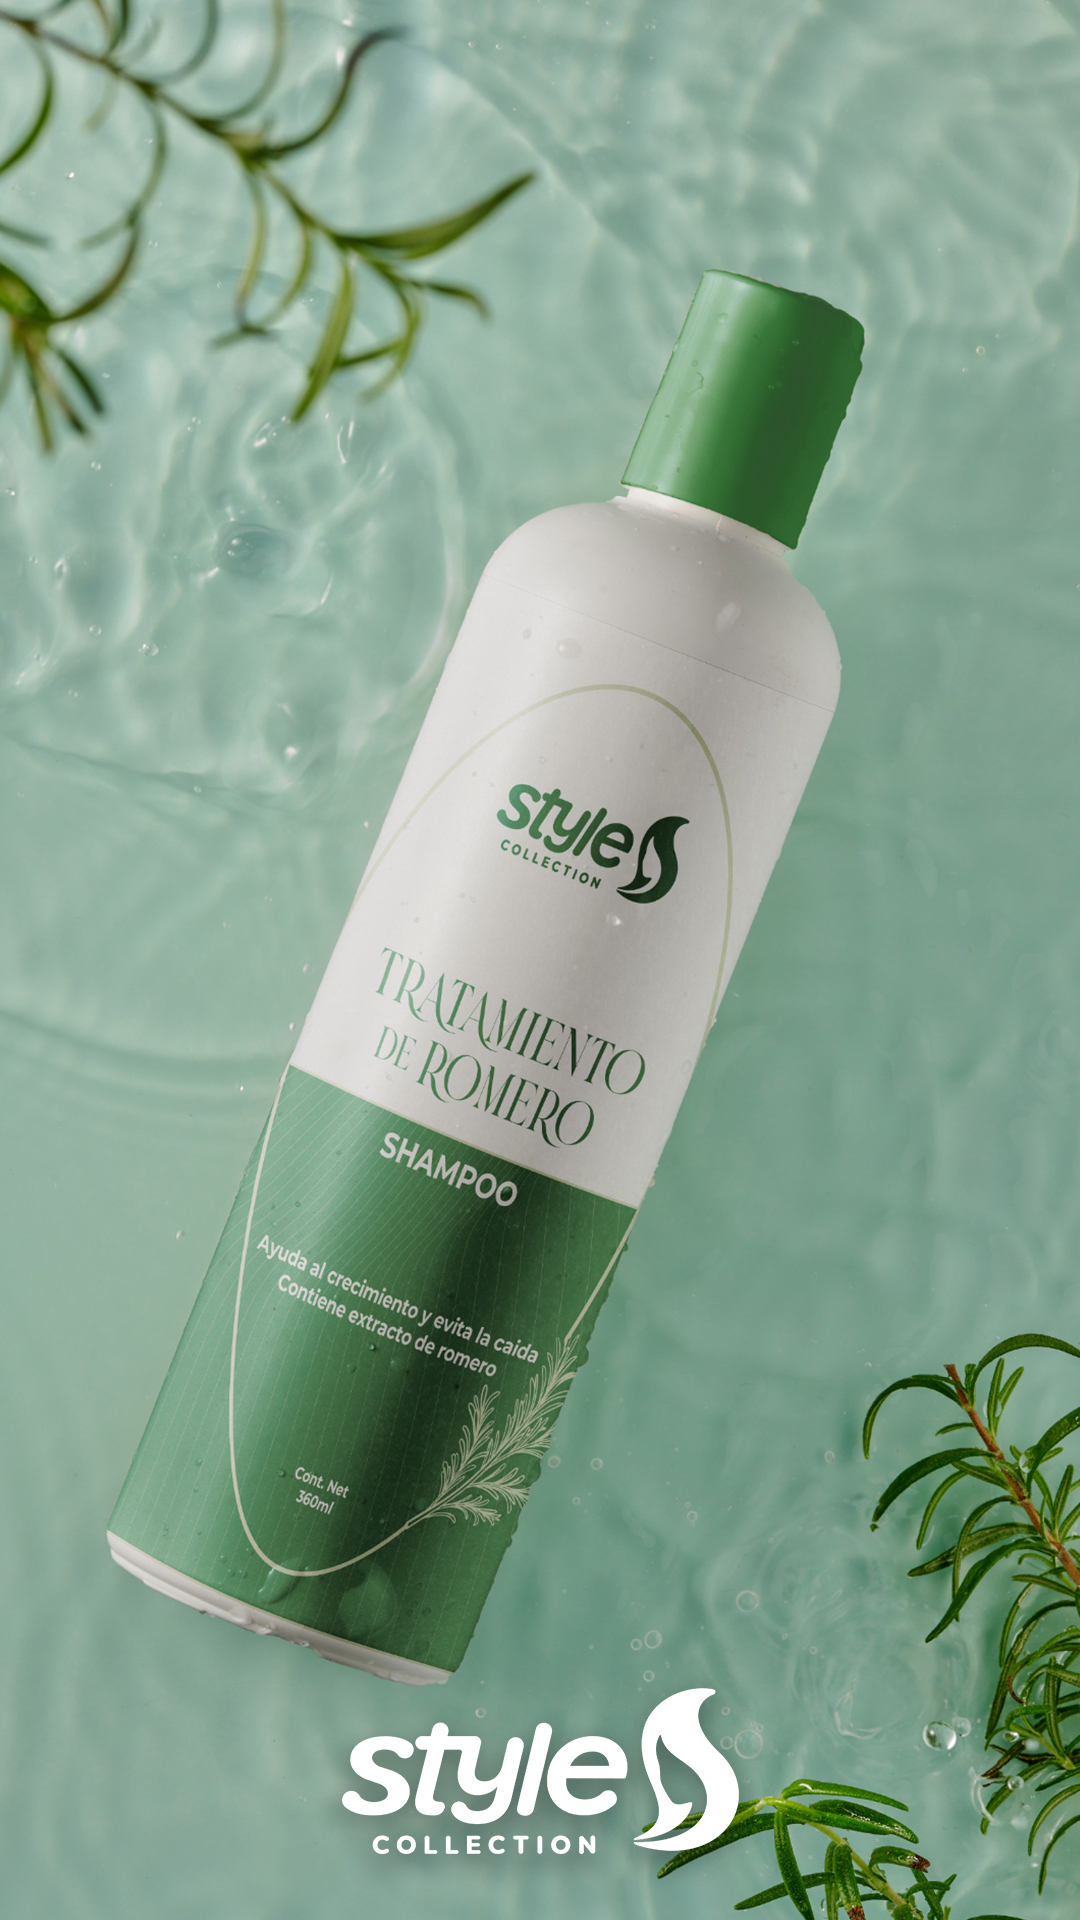 style
COLLECTION
TRATAMIENTO
DE ROMERO
SHAMPOO
Ayuda al crecimiento y evita la caida
Contiene extracto de romero
Cont. Net
360ml
style
COLLECTION